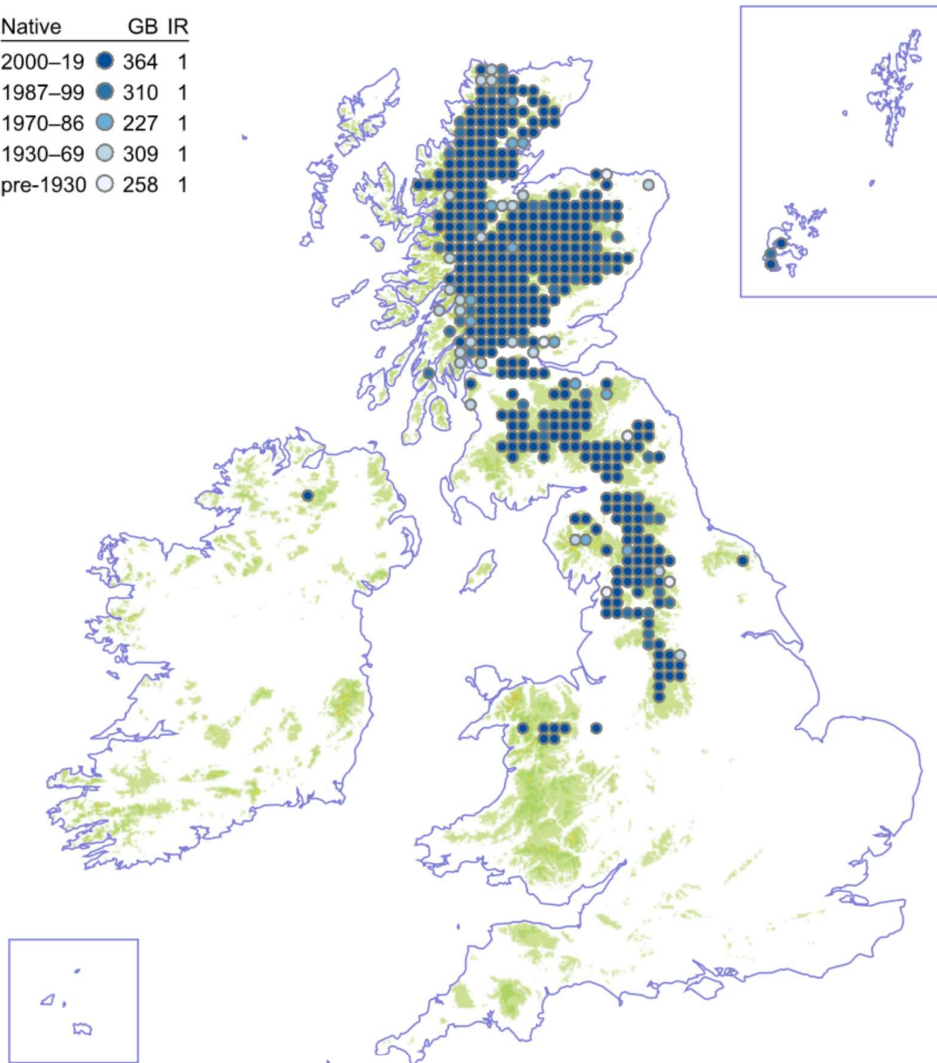 Native GB IR
2000–19 364 1
1987–99 310 1
1970–86 227 1
1930–69 309 1
pre-1930 258 1